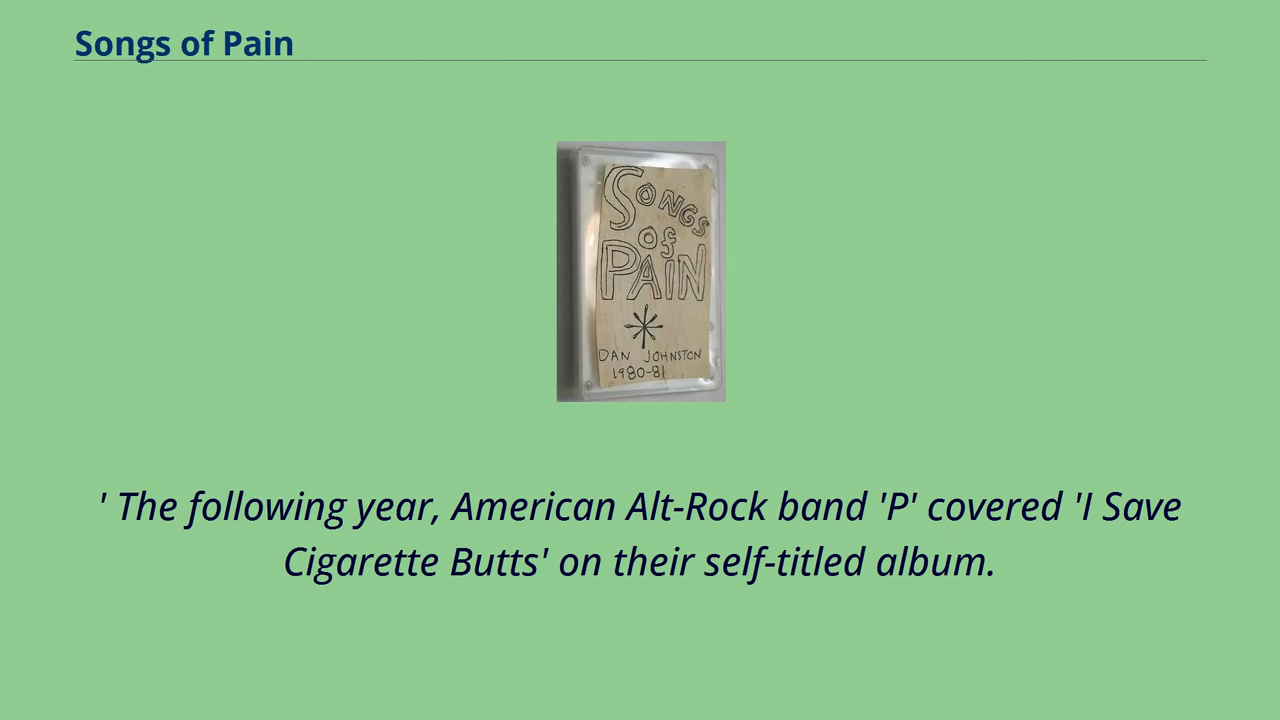 Songs of Pain
SONGS
of
PAIN
DAN JOHNSTON
1980-81
' The following year, American Alt-Rock band 'P' covered 'I Save
Cigarette Butts' on their self-titled album.